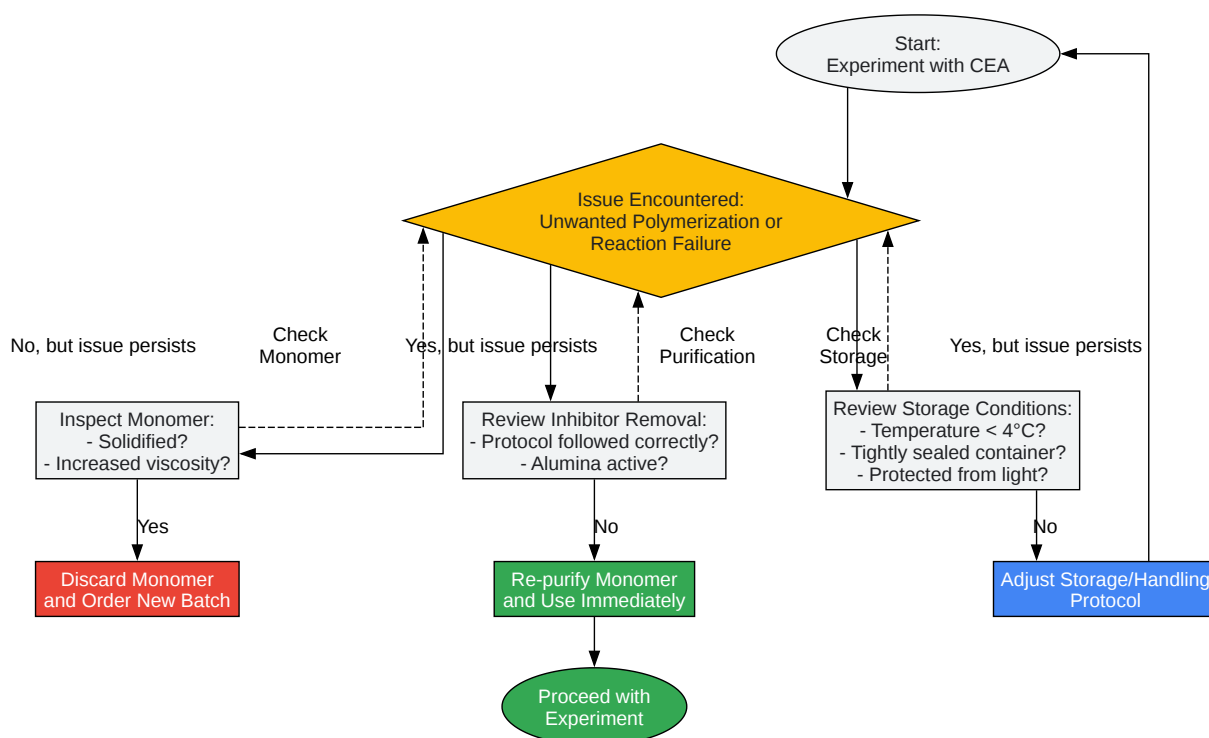 Start:
Experiment with CEA
Issue Encountered:
Unwanted Polymerization or
Reaction Failure
No, but issue persists
Check
Monomer
Yes, but issue persists
Check
Purification
Check
Storage
Yes, but issue persists
Inspect Monomer:
- Solidified?
- Increased viscosity?
Review Inhibitor Removal:
- Protocol followed correctly?
- Alumina active?
Review Storage Conditions:
- Temperature < 4°C?
- Tightly sealed container?
- Protected from light?
Yes
No
No
Discard Monomer
and Order New Batch
Re-purify Monomer
and Use Immediately
Adjust Storage/Handling
Protocol
Proceed with
Experiment